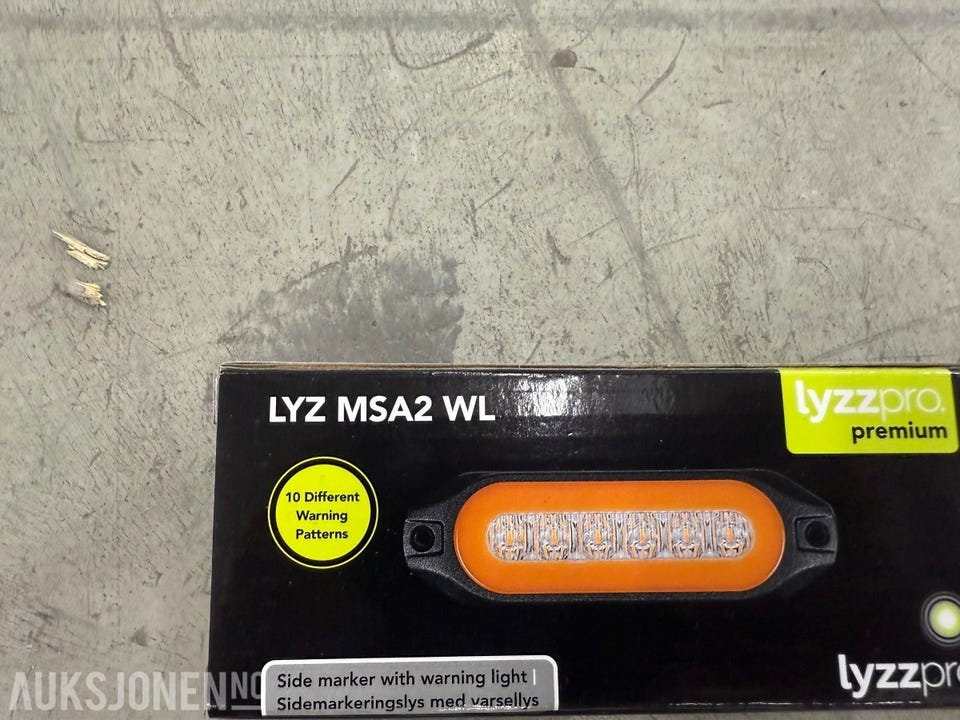 LYZ MSA2 WL
lyzzpro.
premium
10 Different
Warning
Patterns
Side marker with warning light |
Sidemarkeringslys med varsellys
lyzzpro
AUKSJONEN.NO